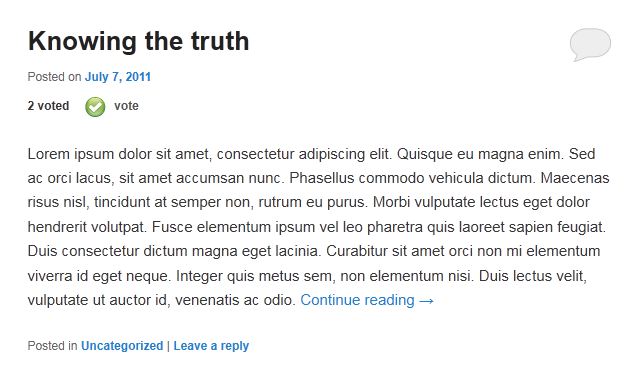 Knowing the truth
Posted on July 7, 2011
2 voted vote
Lorem ipsum dolor sit amet, consectetur adipiscing elit. Quisque eu magna enim. Sed
ac orci lacus, sit amet accumsan nunc. Phasellus commodo vehicula dictum. Maecenas
risus nisl, tincidunt at semper non, rutrum eu purus. Morbi vulputate lectus eget dolor
hendrerit volutpat. Fusce elementum ipsum vel leo pharetra quis laoreet sapien feugiat.
Duis consectetur dictum magna eget lacinia. Curabitur sit amet orci non mi elementum
viverra id eget neque. Integer quis metus sem, non elementum nisi. Duis lectus velit,
vulputate ut auctor id, venenatis ac odio. Continue reading →
Posted in Uncategorized | Leave a reply